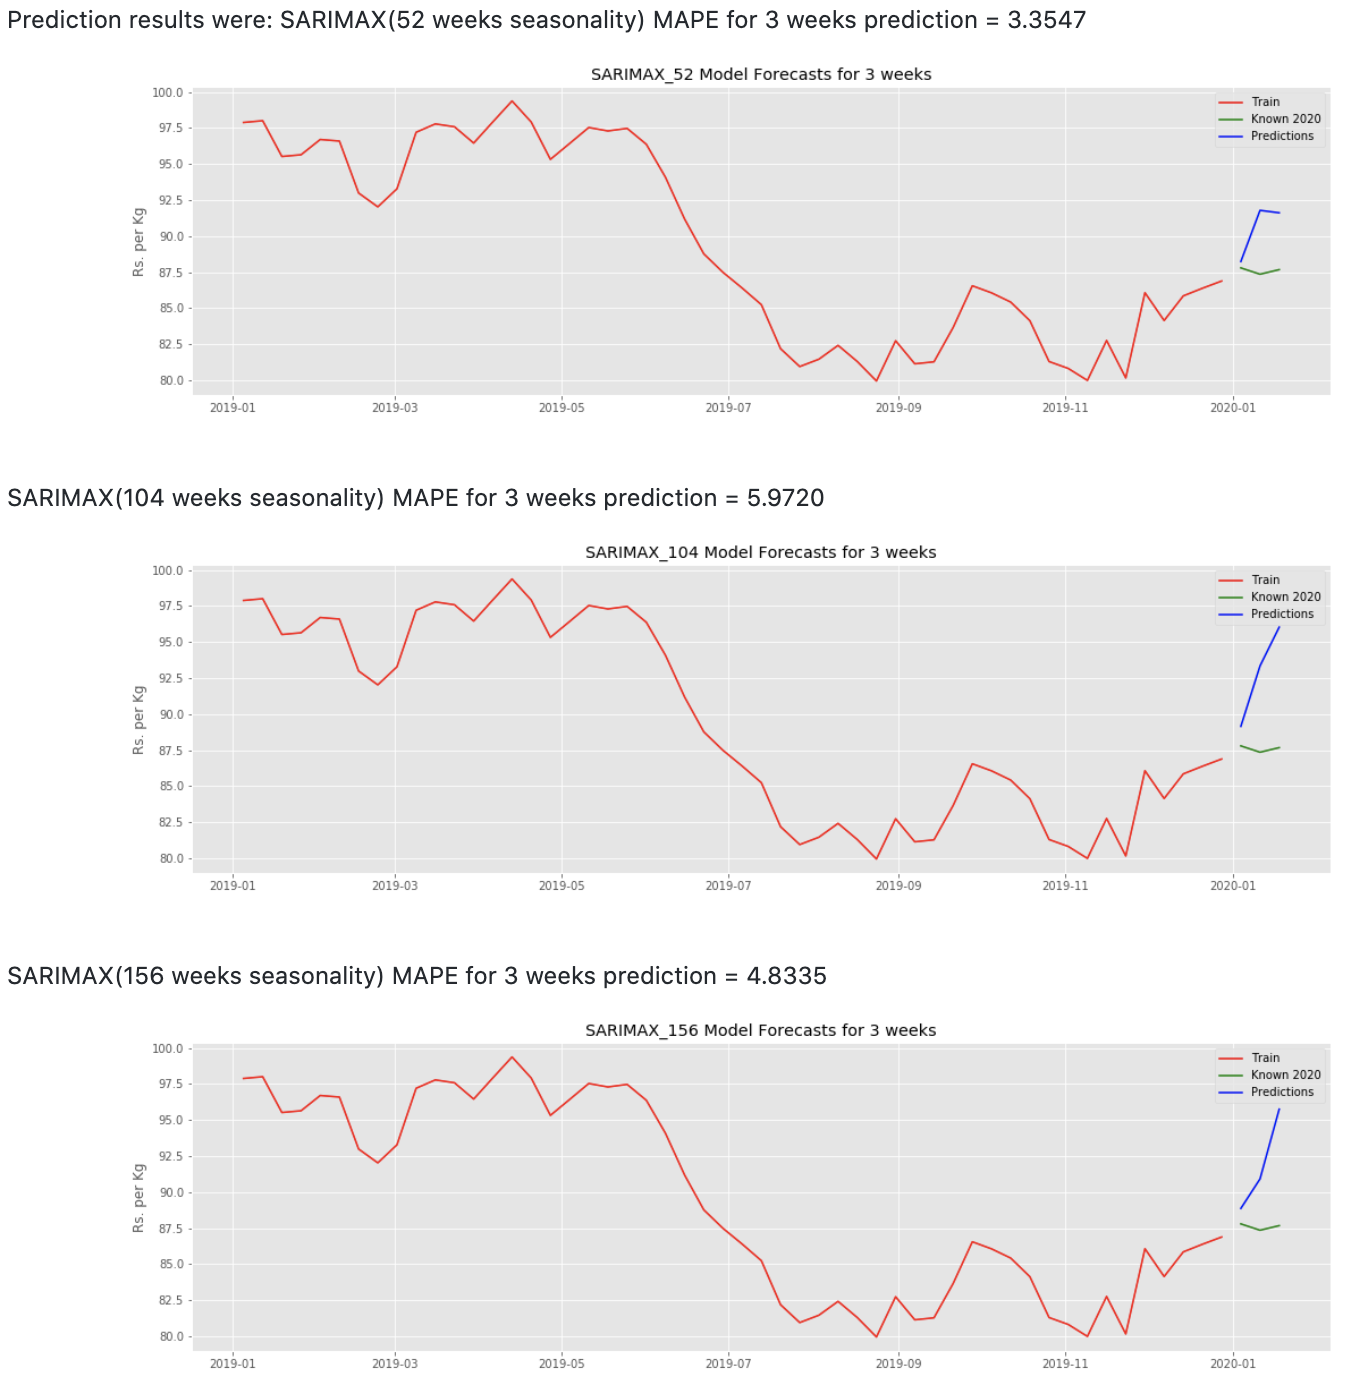 Prediction results were: SARIMAX(52 weeks seasonality) MAPE for 3 weeks prediction = 3.3547
SARIMAX_52 Model Forecasts for 3 weeks
Train
Known 2020
Predictions
Rs. per Kg
100.0
97.5
95.0
92.5
90.0
87.5
85.0
82.5
80.0
2019-01 2019-03 2019-05 2019-07 2019-09 2019-11 2020-01
SARIMAX(104 weeks seasonality) MAPE for 3 weeks prediction = 5.9720
SARIMAX_104 Model Forecasts for 3 weeks
Train
Known 2020
Predictions
Rs. per Kg
100.0
97.5
95.0
92.5
90.0
87.5
85.0
82.5
80.0
2019-01 2019-03 2019-05 2019-07 2019-09 2019-11 2020-01
SARIMAX(156 weeks seasonality) MAPE for 3 weeks prediction = 4.8335
SARIMAX_156 Model Forecasts for 3 weeks
Train
Known 2020
Predictions
Rs. per Kg
100.0
97.5
95.0
92.5
90.0
87.5
85.0
82.5
80.0
2019-01 2019-03 2019-05 2019-07 2019-09 2019-11 2020-01